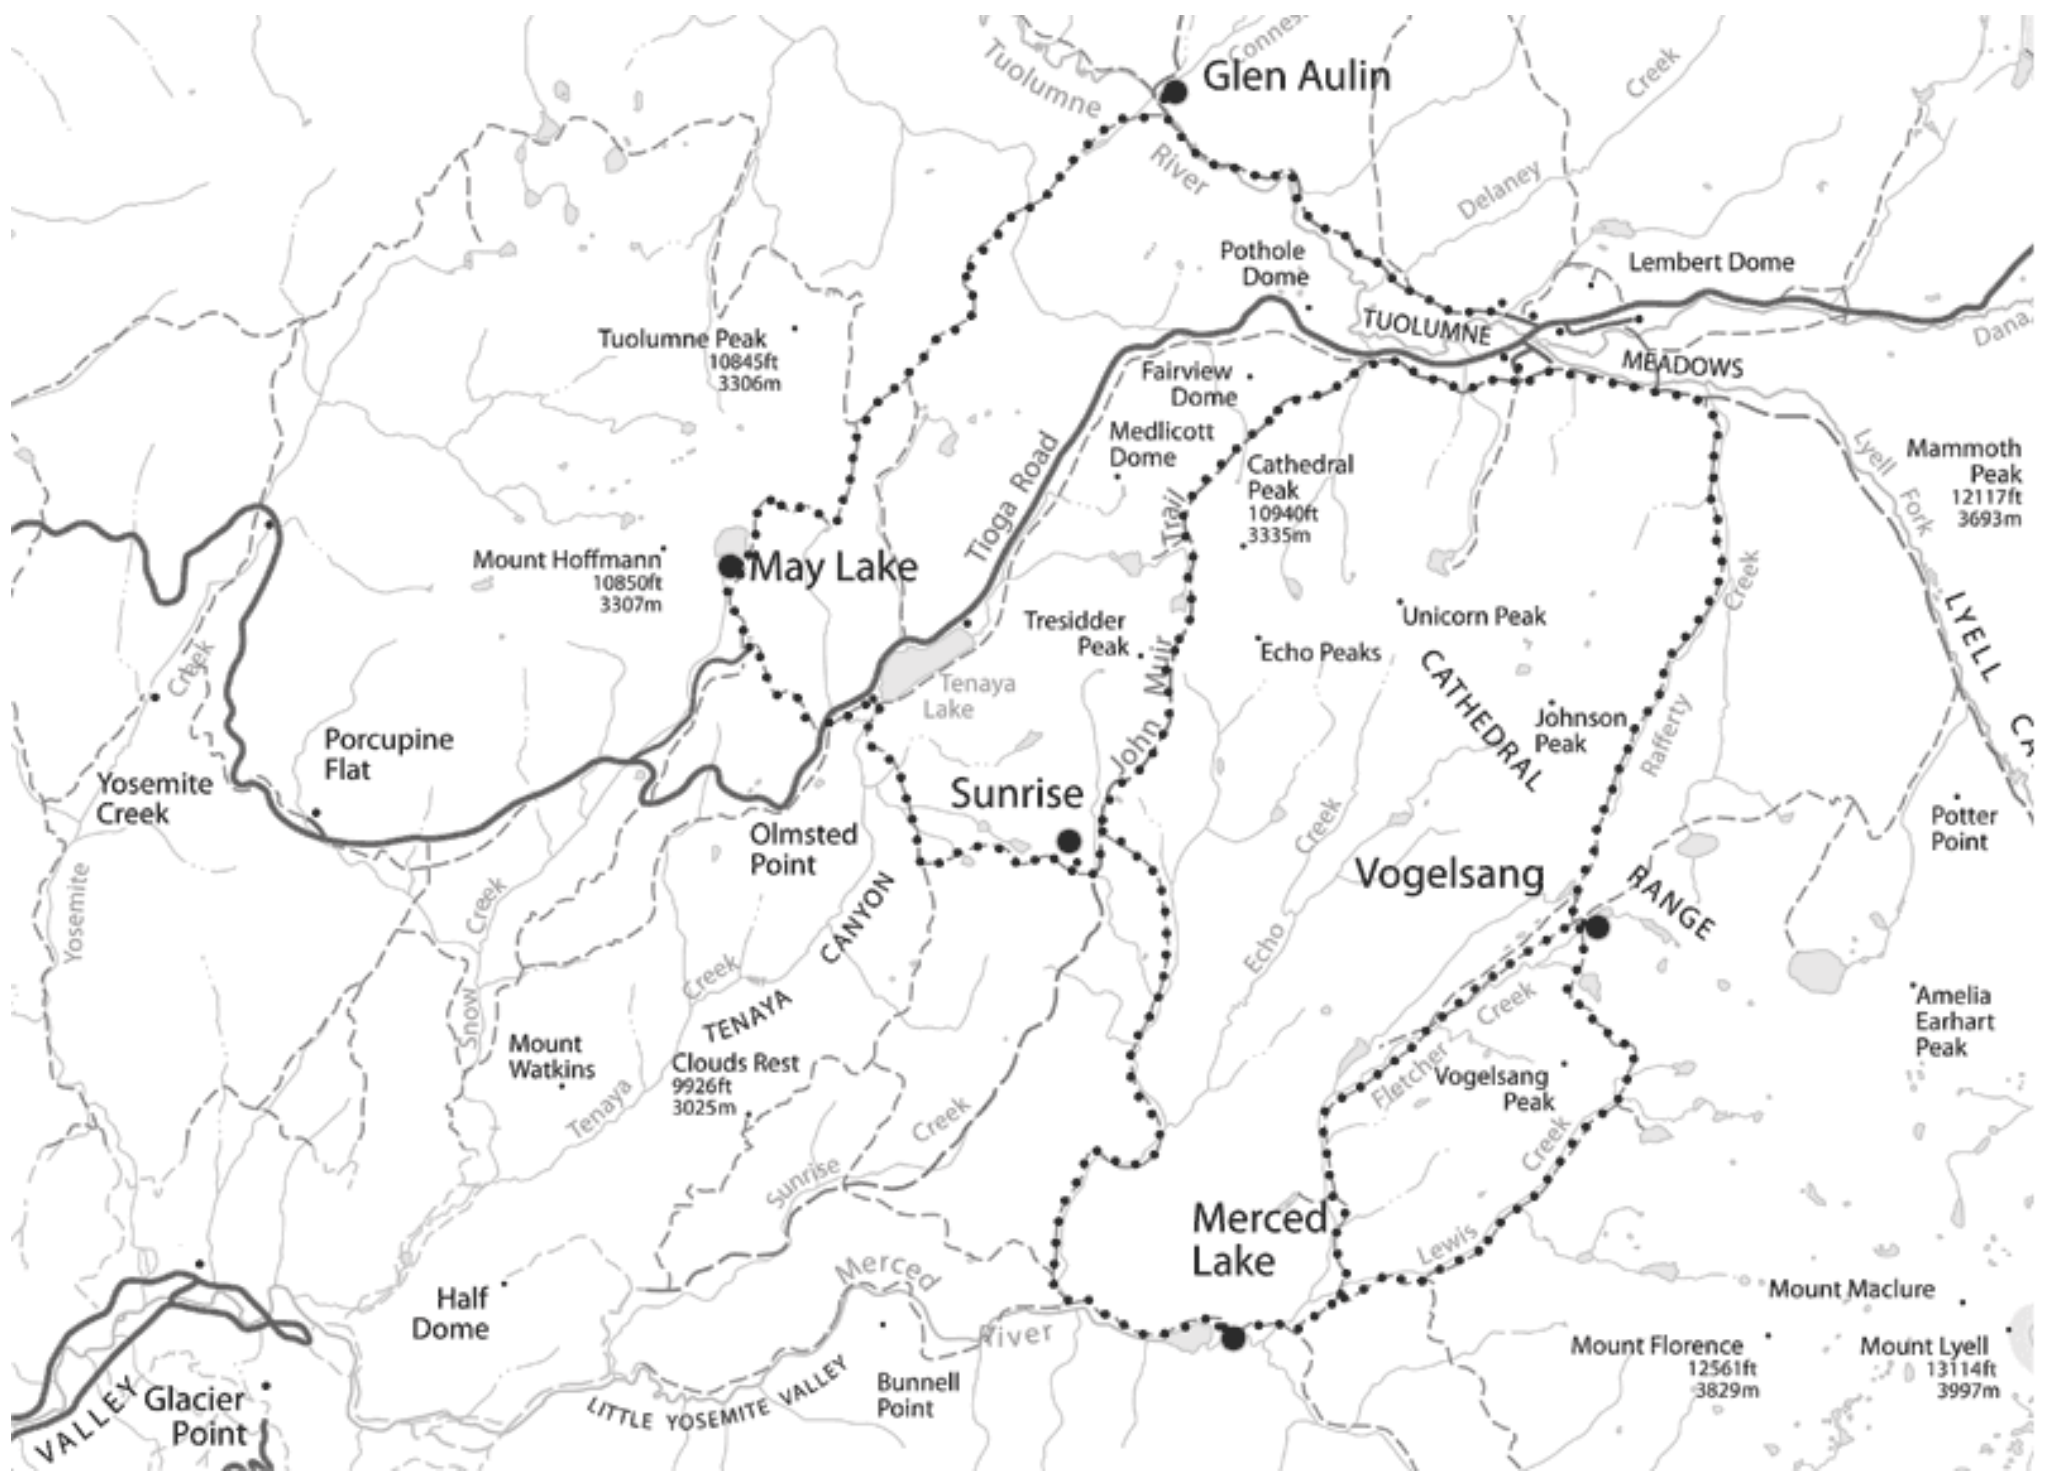 Connes
Glen Aulin
Tuolumne
River
Creek
Delaney
Pothole
Dome
Lembert Dome
Dana
TUOLUMNE
MEADOWS
Tuolumne Peak
10845ft
3306m
Fairview
Dome
Medlicott
Dome
Cathedral
Peak
10940ft
3335m
Tioga Road
Trail
Muir
John
Lyell
Fork
Mammoth
Peak
12117ft
3693m
Mount Hoffmann
10850ft
3307m
May Lake
Creek
LYELL
CA
Tresidder
Peak
Unicorn Peak
Echo Peaks
CATHEDRAL
RANGE
Tenaya
Lake
Creek
Johnson
Peak
Rafferty
Porcupine
Flat
Yosemite
Creek
Sunrise
Olmsted
Point
Creek
Echo
Potter
Point
Vogelsang
Yosemite
Creek
Snow
CANYON
TENAYA
Creek
Tenaya
Mount
Watkins
Clouds Rest
9926ft
3025m
Creek
Fletcher
Vogelsang
Peak
Amelia
Earhart
Peak
Creek
Sunrise
Creek
Lewis
Merced
Lake
Merced
River
Half
Dome
Mount Maclure
Mount Florence
12561ft
3829m
Mount Lyell
13114ft
3997m
Bunnell
Point
LITTLE YOSEMITE VALLEY
Glacier
Point
VALLEY